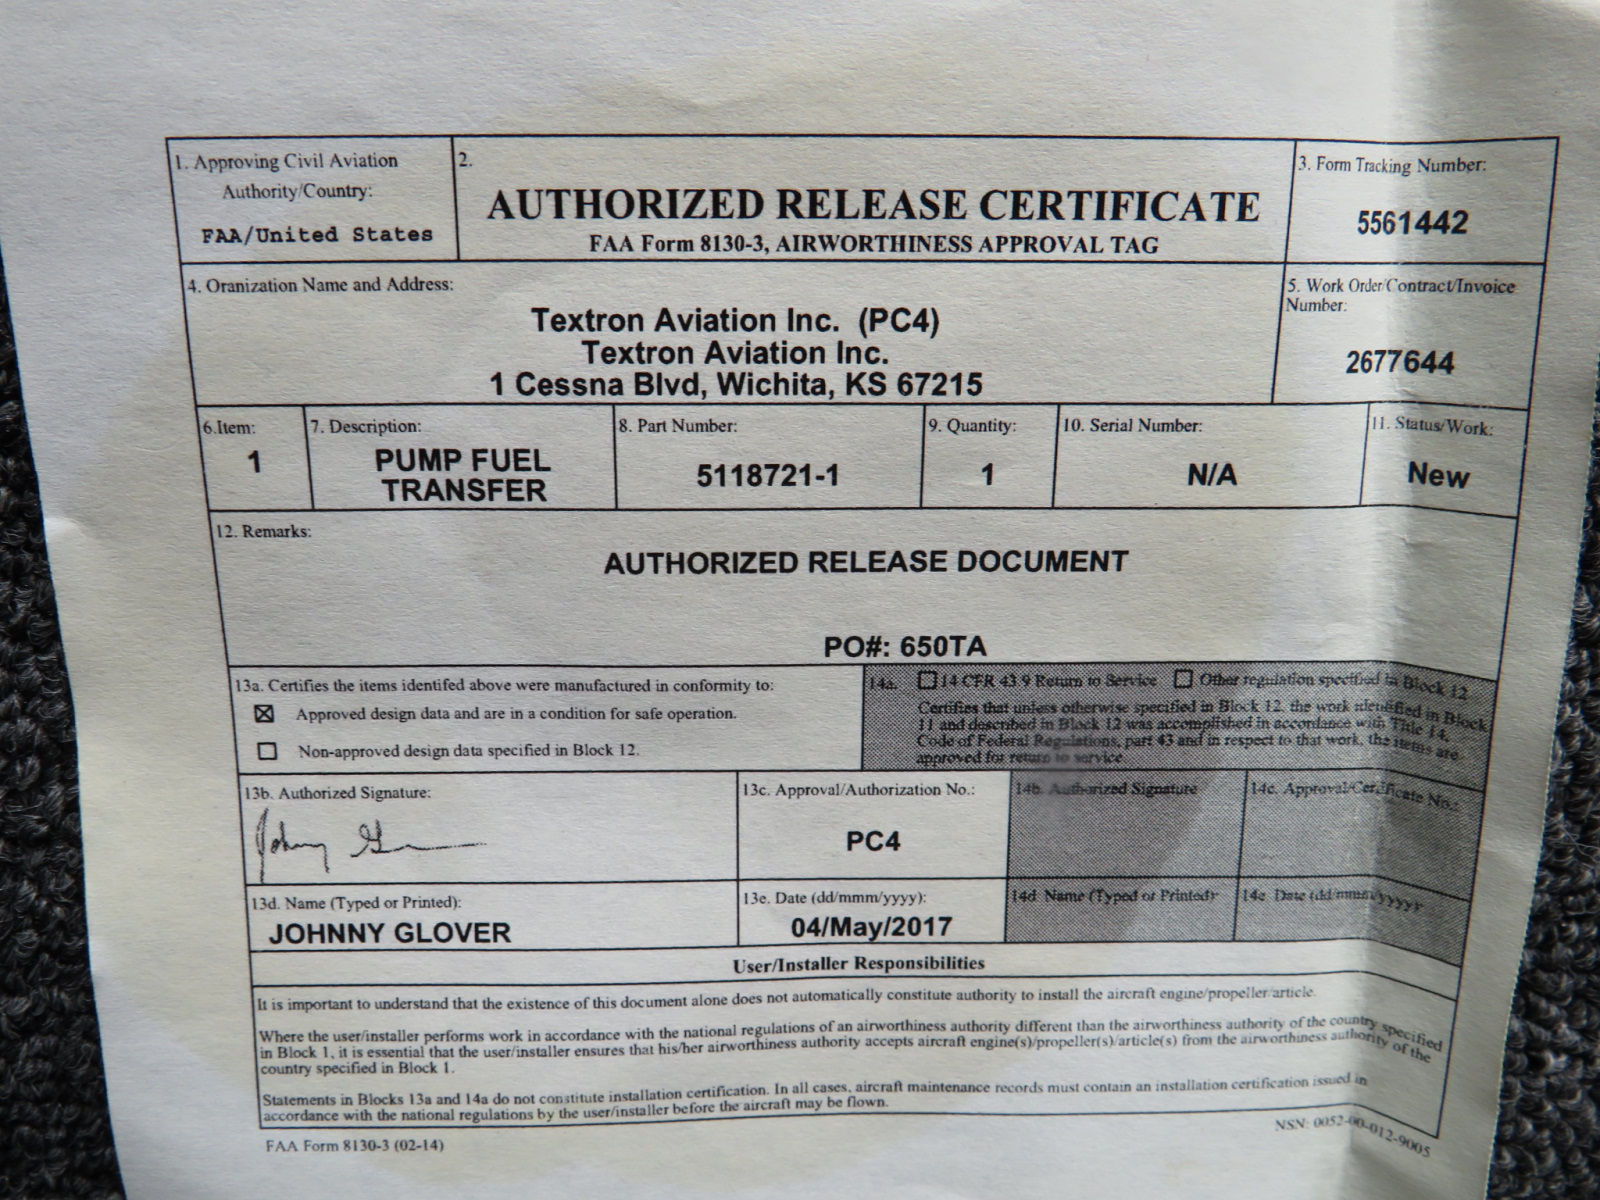 1. Approving Civil Aviation
Authority/Country:
FAA/United States
2.
AUTHORIZED RELEASE CERTIFICATE
FAA Form 8130-3, AIRWORTHINESS APPROVAL TAG
3. Form Tracking Number:
5561442
4. Oranization Name and Address:
Textron Aviation Inc. (PC4)
Textron Aviation Inc.
1 Cessna Blvd, Wichita, KS 67215
5. Work Order/Contract/Invoice
Number:
2677644
6.Item:
1
7. Description:
PUMP FUEL
TRANSFER
8. Part Number:
5118721-1
9. Quantity:
1
10. Serial Number:
N/A
11. Status/Work:
New
12. Remarks:
AUTHORIZED RELEASE DOCUMENT
PO#: 650TA
13a. Certifies the items identifed above were manufactured in conformity to:
Approved design data and are in a condition for safe operation.
Non-approved design data specified in Block 12.
14a. 14 CFR 43.9 Return to Service Other regulation specified in Block 12
Certifies that unless otherwise specified in Block 12, the work identified in Block
11 and described in Block 12 was accomplished in accordance with Title 14,
Code of Federal Regulations, part 43 and in respect to that work, the items are
approved for return to service.
13b. Authorized Signature:
Johnny G
13c. Approval/Authorization No.:
PC4
14b. Authorized Signature
14c. Approval/Certificate No.:
13d. Name (Typed or Printed):
JOHNNY GLOVER
13e. Date (dd/mmm/yyyy):
04/May/2017
14d Name (Typed or Printed):
14e Date (dd/mmm/yyyy)
User/Installer Responsibilities
It is important to understand that the existence of this document alone does not automatically constitute authority to install the aircraft engine/propeller/article.
Where the user/installer performs work in accordance with the national regulations of an airworthiness authority different than the airworthiness authority of the country specified
in Block 1, it is essential that the user/installer ensures that his/her airworthiness authority accepts aircraft engine(s)/propeller(s)/article(s) from the airworthiness authority of the
country specified in Block 1.
Statements in Blocks 13a and 14a do not constitute installation certification. In all cases, aircraft maintenance records must contain an installation certification issued in
accordance with the national regulations by the user/installer before the aircraft may be flown.
FAA Form 8130-3 (02-14)
NSN: 0052-00-012-9005